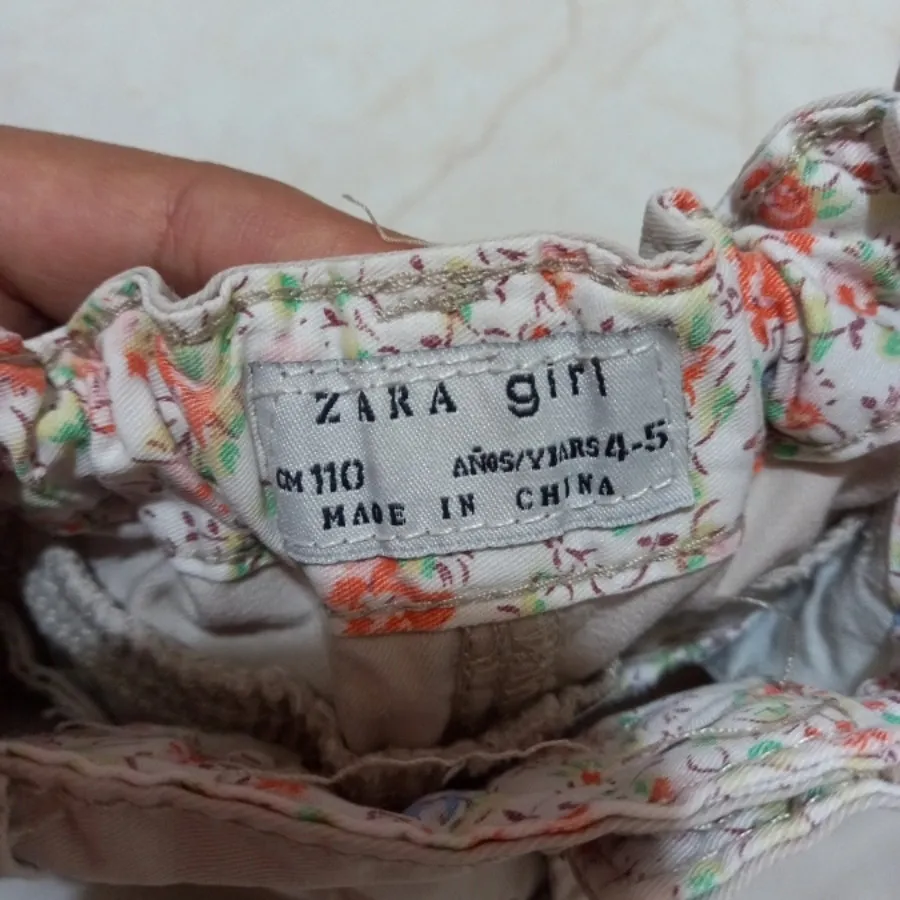 ZARA girl
CM 110 AÑOS/YEARS 4-5
MADE IN CHINA